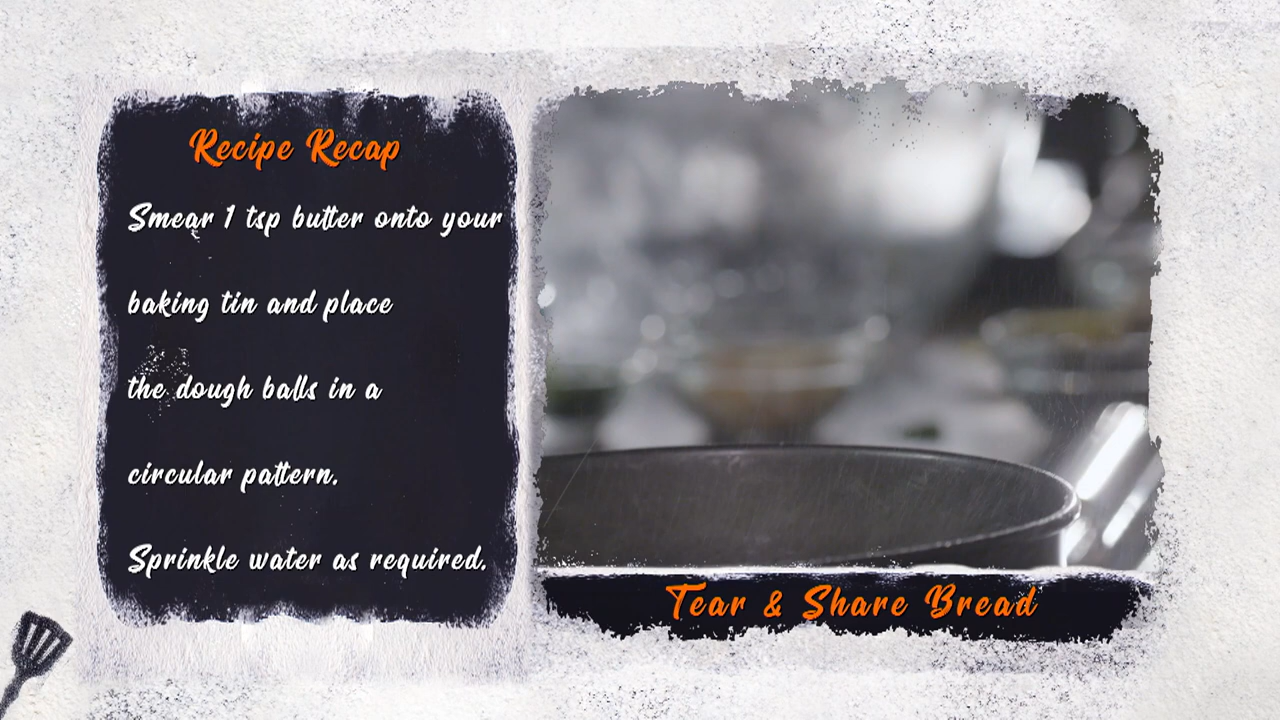 Recipe Recap
Smear 1 tsp butter onto your
baking tin and place
the dough balls in a
circular pattern.
Sprinkle water as required.
Tear & Share Bread